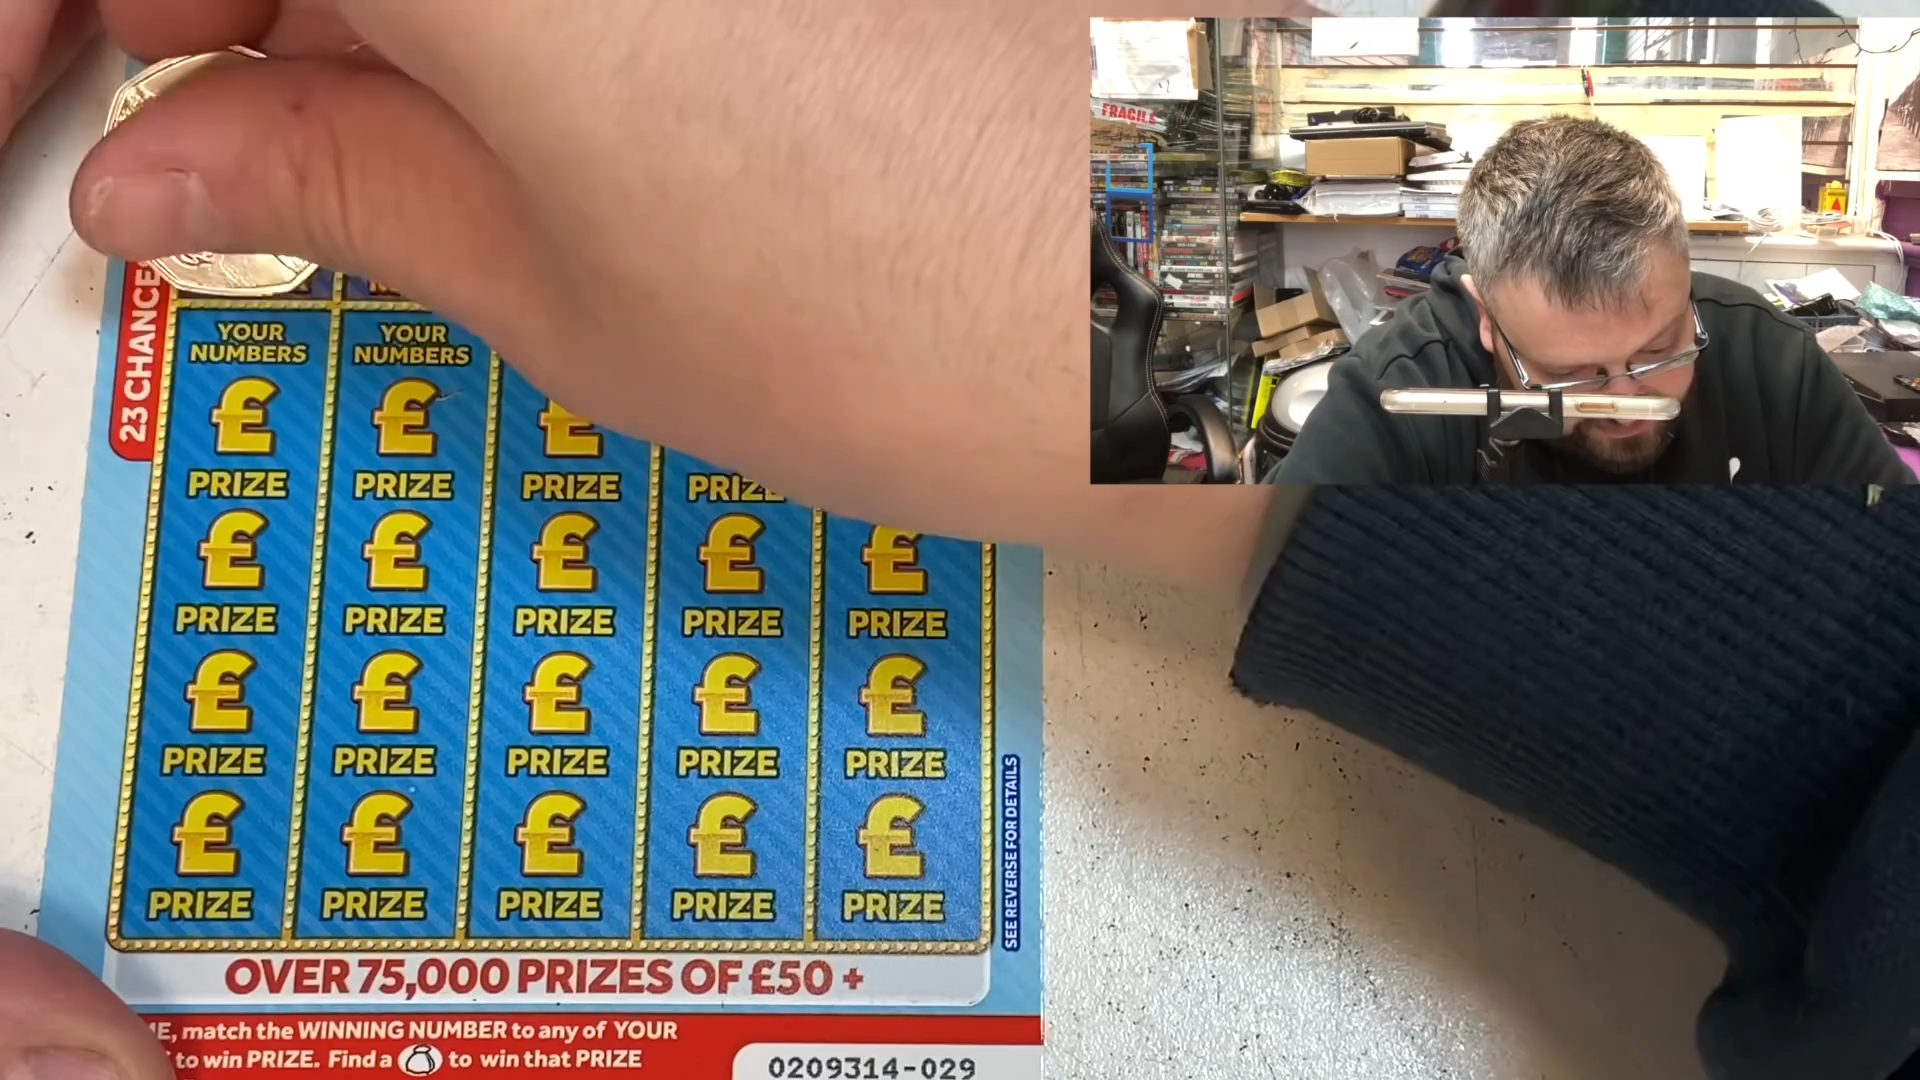 FRAGILE
23 CHANCE
YOUR NUMBERS
YOUR NUMBERS
£ £ £
PRIZE PRIZE PRIZE PRIZE
£ £ £ £ £
PRIZE PRIZE PRIZE PRIZE PRIZE
£ £ £ £ £
PRIZE PRIZE PRIZE PRIZE PRIZE
£ £ £ £ £
PRIZE PRIZE PRIZE PRIZE PRIZE
SEE REVERSE FOR DETAILS
OVER 75,000 PRIZES OF £50 +
match the WINNING NUMBER to any of YOUR
to win PRIZE. Find a to win that PRIZE
0209314-029